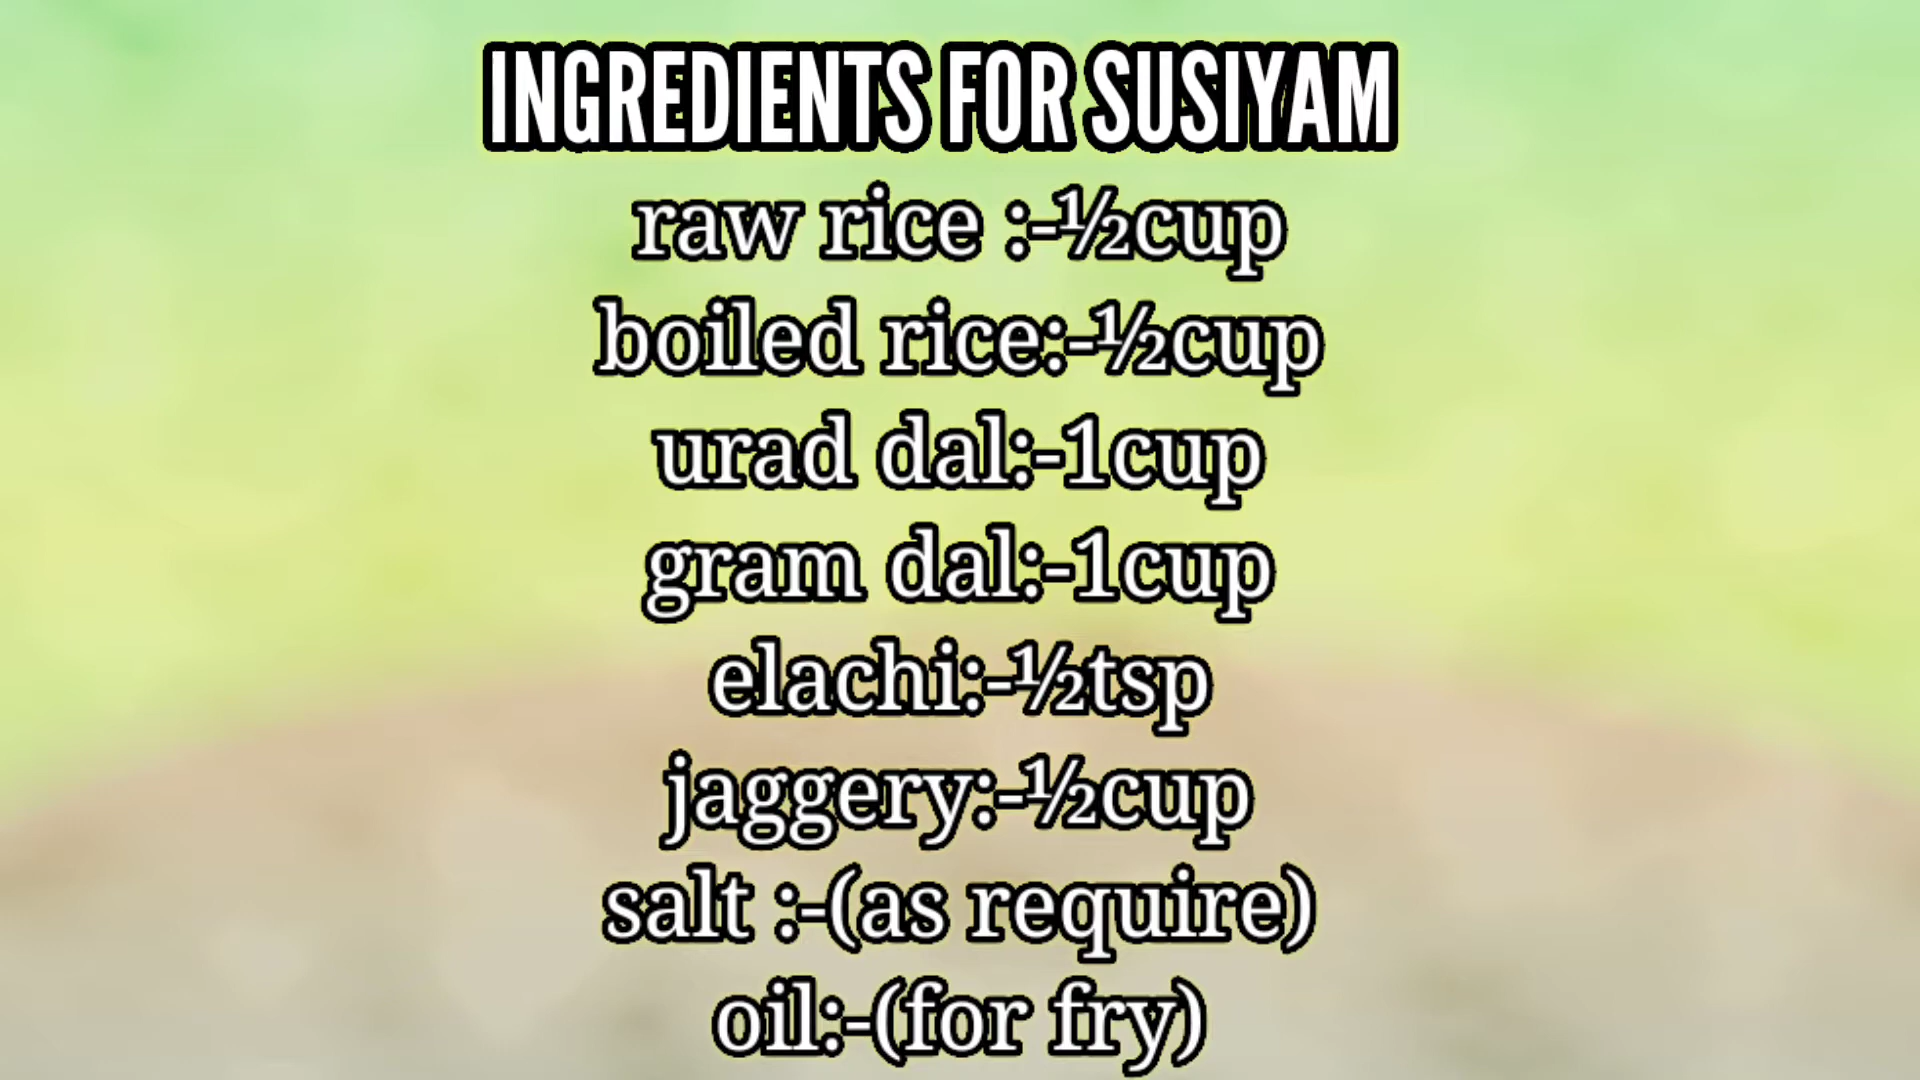 INGREDIENTS FOR SUSIYAM
raw rice :-½cup
boiled rice:-½cup
urad dal:-1cup
gram dal:-1cup
elachi:-½tsp
jaggery:-½cup
salt :-(as require)
oil:-(for fry)